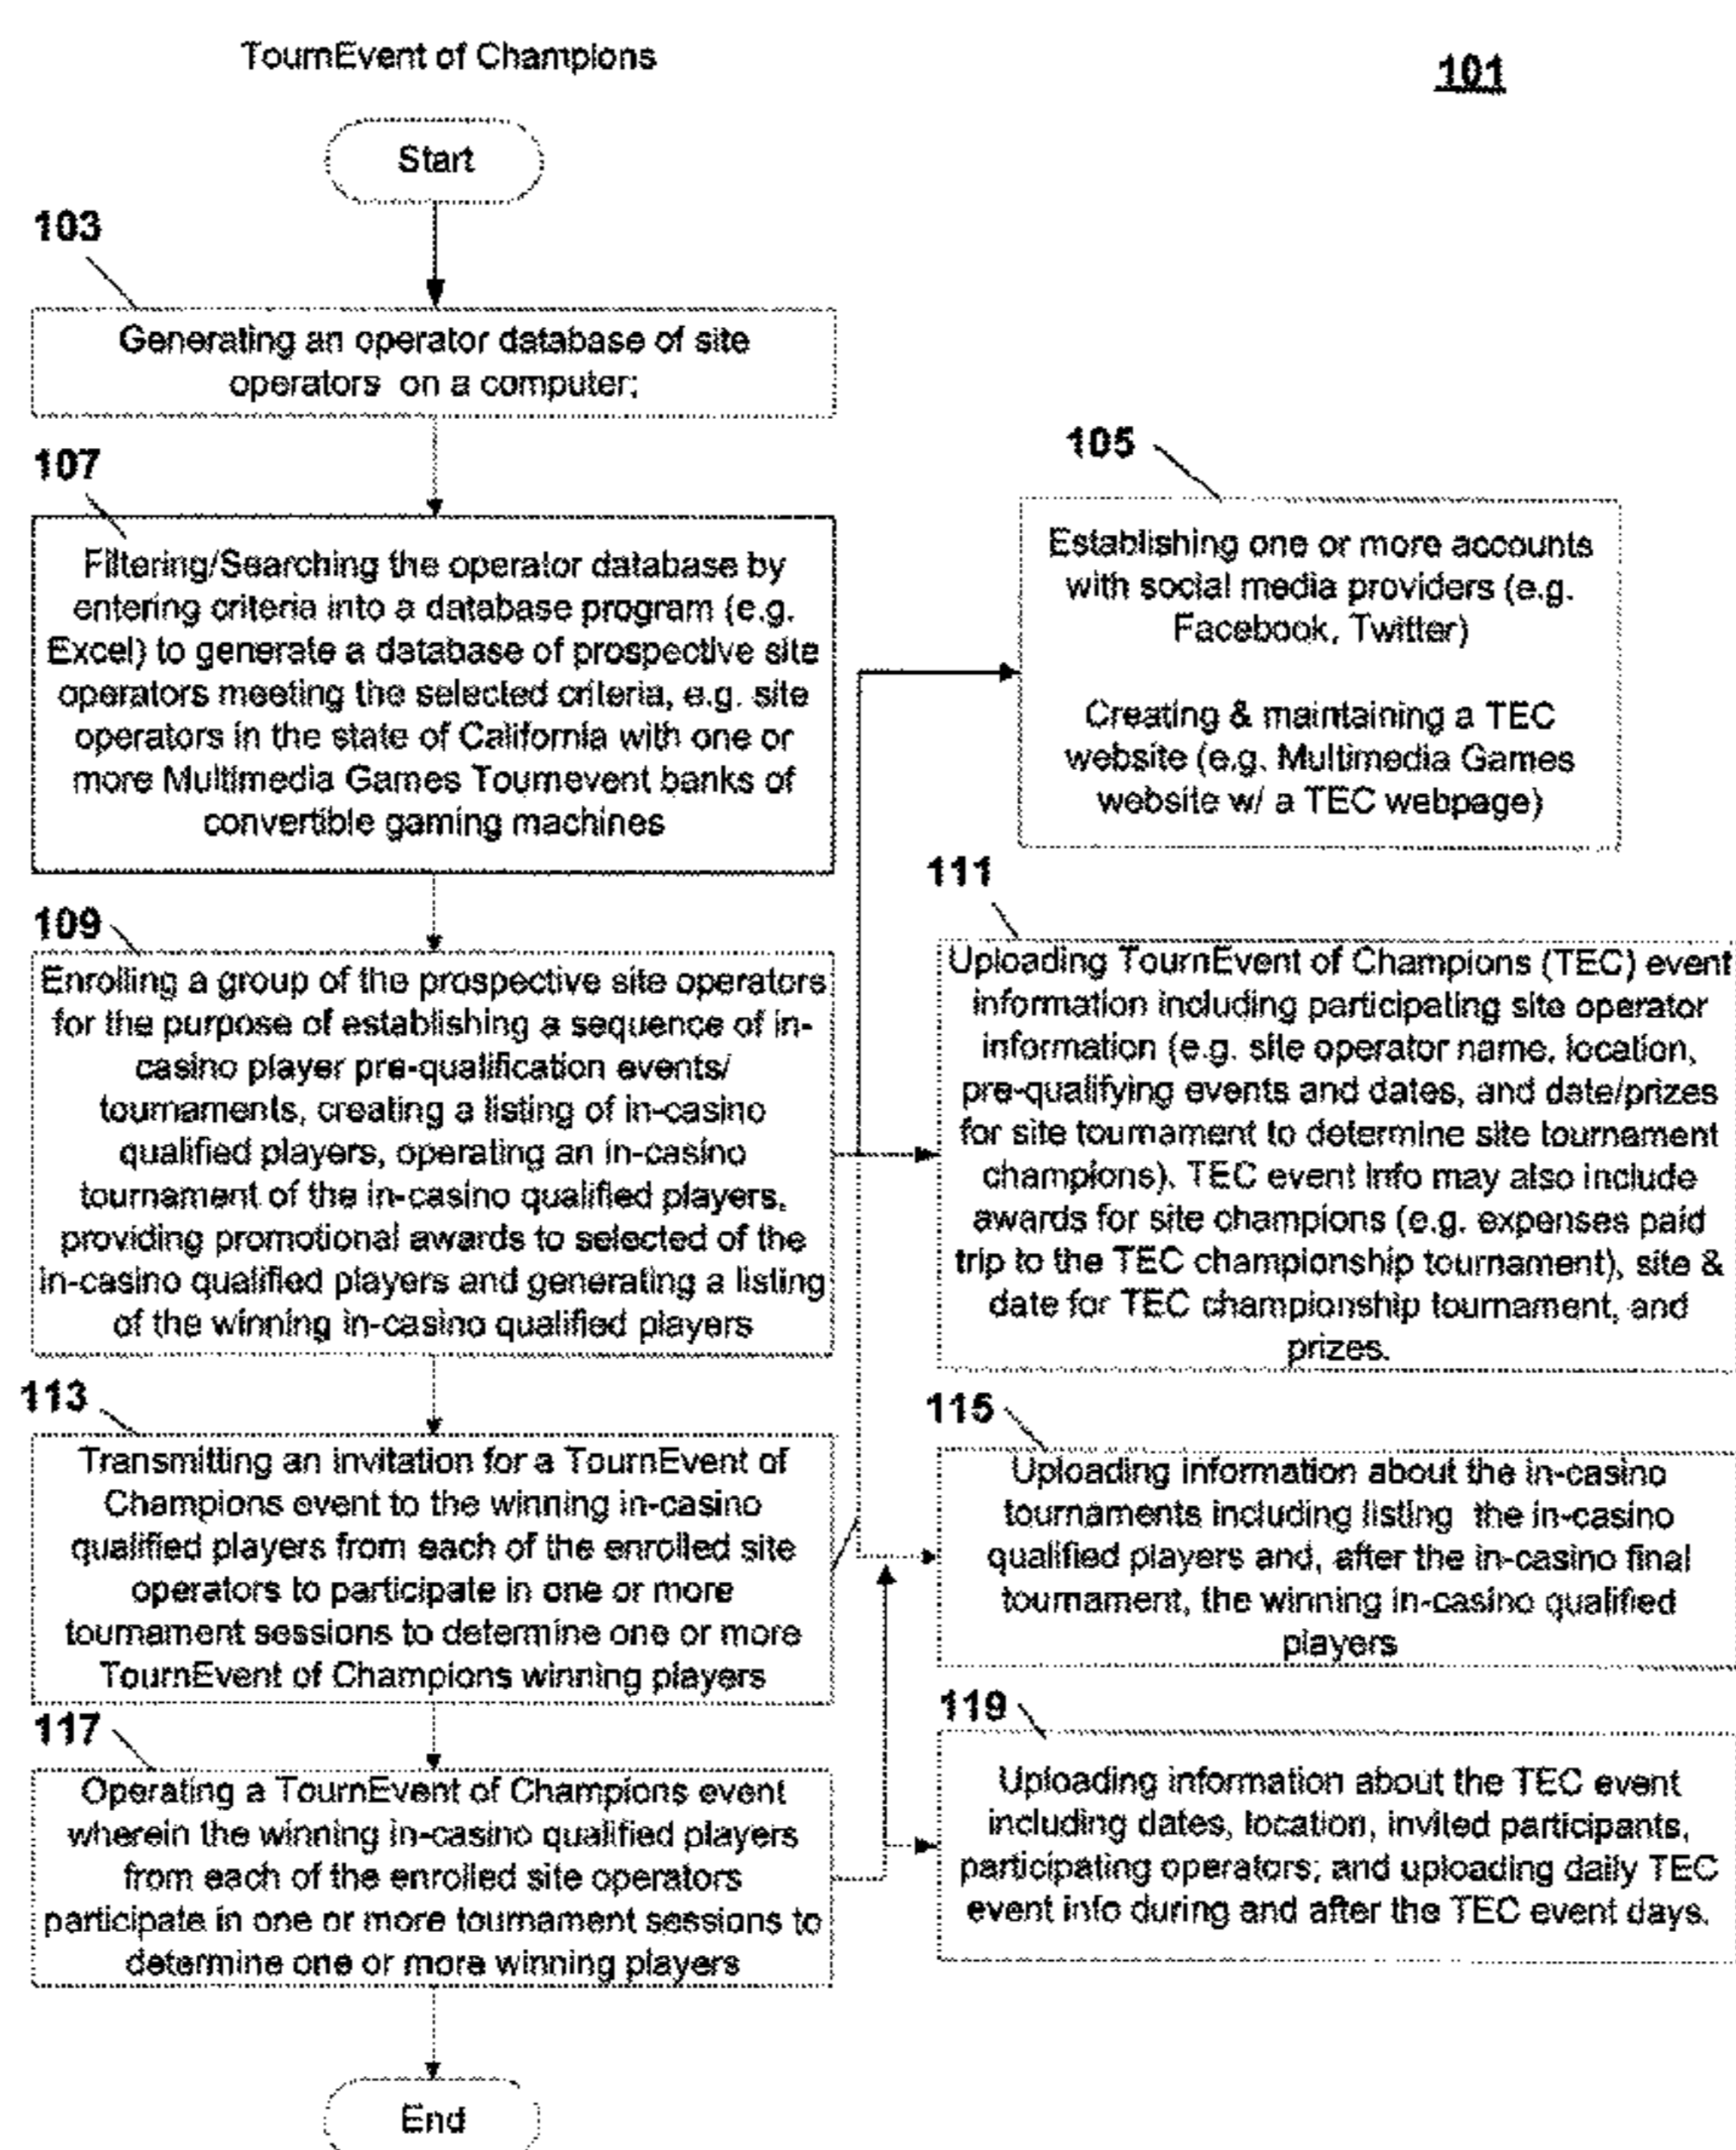 TournEvent of Champions
101
Start
103
Generating an operator database of site
operators on a computer;
107
Filtering/Searching the operator database by
entering criteria into a database program (e.g.
Excel) to generate a database of prospective site
operators meeting the selected criteria, e.g. site
operators in the state of California with one or
more Multimedia Games Tournevent banks of
convertible gaming machines
105
Establishing one or more accounts
with social media providers (e.g.
Facebook, Twitter)
Creating & maintaining a TEC
website (e.g. Multimedia Games
website w/ a TEC webpage)
109
Enrolling a group of the prospective site operators
for the purpose of establishing a sequence of in-
casino player pre-qualification events/
tournaments, creating a listing of in-casino
qualified players, operating an in-casino
tournament of the in-casino qualified players,
providing promotional awards to selected of the
in-casino qualified players and generating a listing
of the winning in-casino qualified players
111
Uploading TournEvent of Champions (TEC) event
information including participating site operator
information (e.g. site operator name, location,
pre-qualifying events and dates, and date/prizes
for site tournament to determine site tournament
champions). TEC event info may also include
awards for site champions (e.g. expenses paid
trip to the TEC championship tournament), site &
date for TEC championship tournament, and
prizes.
113
Transmitting an invitation for a TournEvent of
Champions event to the winning in-casino
qualified players from each of the enrolled site
operators to participate in one or more
tournament sessions to determine one or more
TournEvent of Champions winning players
115
Uploading information about the in-casino
tournaments including listing the in-casino
qualified players and, after the in-casino final
tournament, the winning in-casino qualified
players
117
Operating a TournEvent of Champions event
wherein the winning in-casino qualified players
from each of the enrolled site operators
participate in one or more tournament sessions to
determine one or more winning players
119
Uploading information about the TEC event
including dates, location, invited participants,
participating operators; and uploading daily TEC
event info during and after the TEC event days.
End